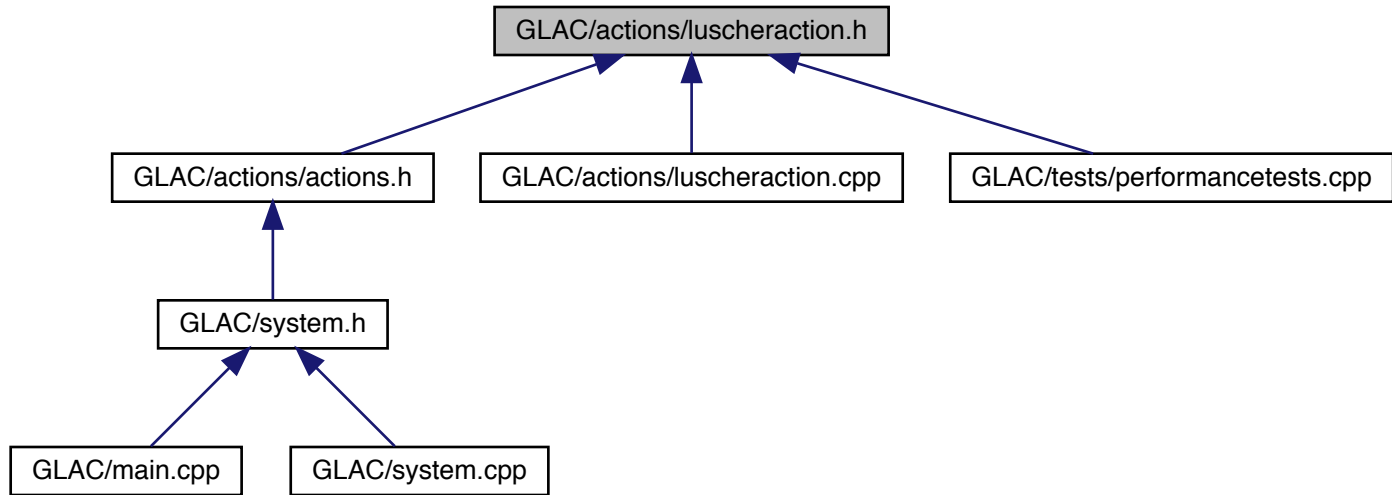 GLAC/actions/luscheraction.h
GLAC/actions/actions.h
GLAC/actions/luscheraction.cpp
GLAC/tests/performancetests.cpp
GLAC/system.h
GLAC/main.cpp
GLAC/system.cpp